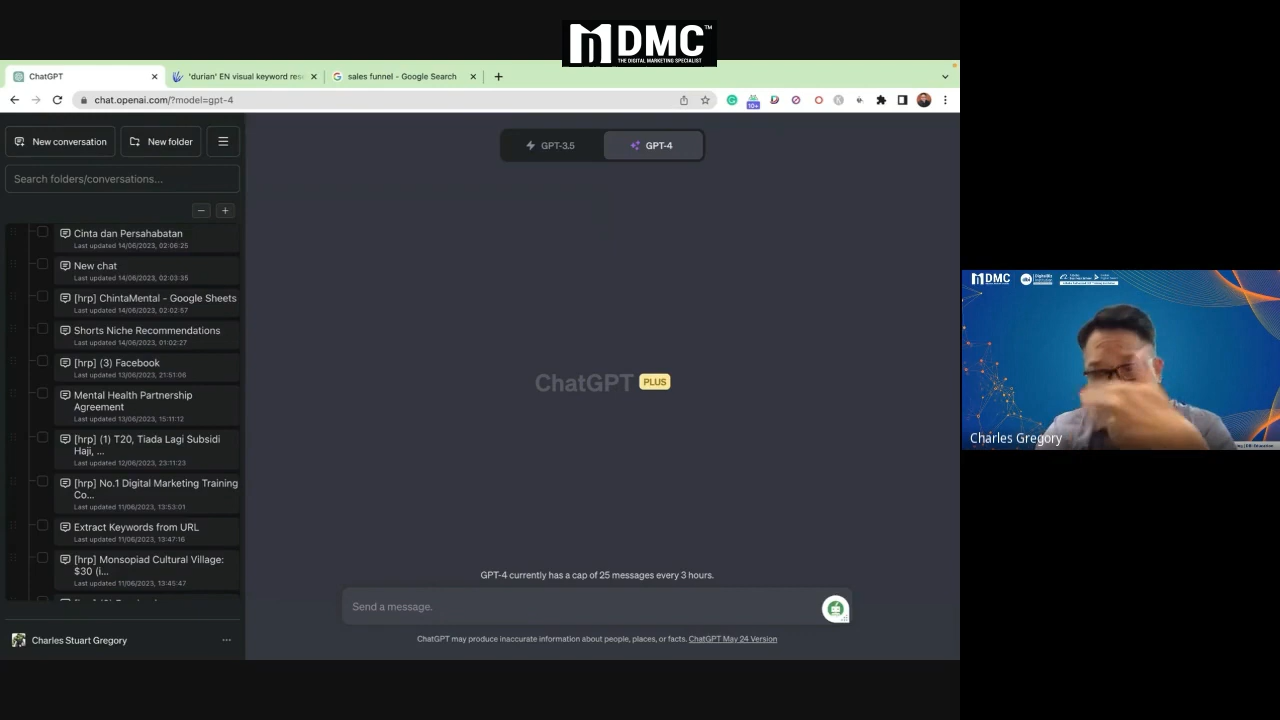 DMC™
THE DIGITAL MARKETING SPECIALIST
ChatGPT
'durian' EN visual keyword res
sales funnel - Google Search
chat.openai.com/?model=gpt-4
10+
New conversation
New folder
Search folders/conversations...
Cinta dan Persahabatan
Last updated 14/06/2023, 02:06:25
New chat
Last updated 14/06/2023, 02:03:35
[hrp] ChintaMental - Google Sheets
Last updated 14/06/2023, 02:02:57
Shorts Niche Recommendations
Last updated 14/06/2023, 01:02:27
[hrp] (3) Facebook
Last updated 13/06/2023, 21:51:06
Mental Health Partnership
Agreement
Last updated 13/06/2023, 15:11:12
[hrp] (1) T20, Tiada Lagi Subsidi
Haji, ...
Last updated 12/06/2023, 23:11:23
[hrp] No.1 Digital Marketing Training
Co...
Last updated 11/06/2023, 13:53:01
Extract Keywords from URL
Last updated 11/06/2023, 13:47:16
[hrp] Monsopiad Cultural Village:
$30 (i...
Last updated 11/06/2023, 13:45:47
Charles Stuart Gregory
GPT-3.5
GPT-4
ChatGPT PLUS
GPT-4 currently has a cap of 25 messages every 3 hours.
Send a message.
ChatGPT may produce inaccurate information about people, places, or facts. ChatGPT May 24 Version
DMC
Charles Gregory